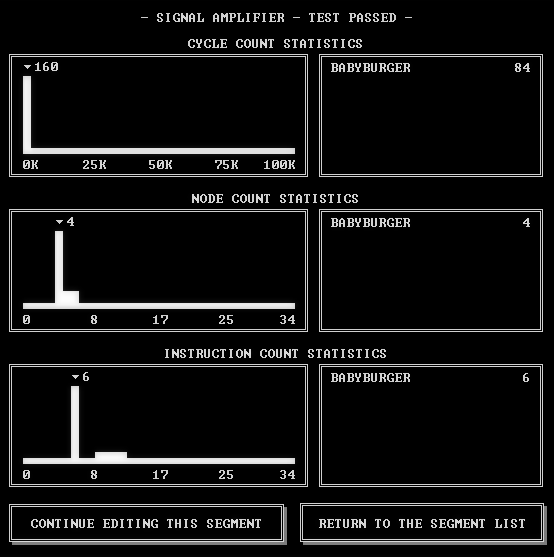 - SIGNAL AMPLIFIER - TEST PASSED -
CYCLE COUNT STATISTICS
160
0K 25K 50K 75K 100K
BABYBURGER 84
NODE COUNT STATISTICS
4
0 8 17 25 34
BABYBURGER 4
INSTRUCTION COUNT STATISTICS
6
0 8 17 25 34
BABYBURGER 6
CONTINUE EDITING THIS SEGMENT
RETURN TO THE SEGMENT LIST